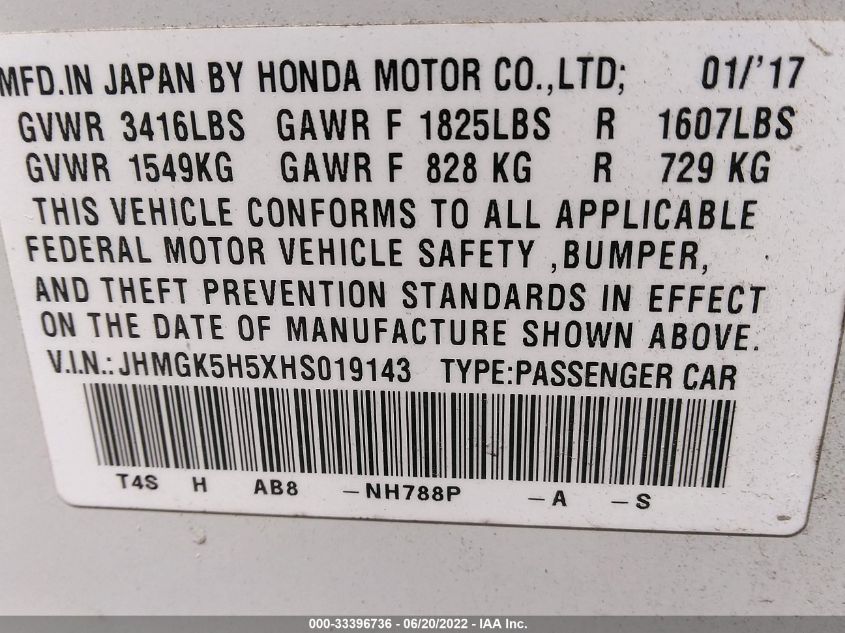 MFD.IN JAPAN BY HONDA MOTOR CO.,LTD; 01/'17
GVWR 3416LBS GAWR F 1825LBS R 1607LBS
GVWR 1549KG GAWR F 828 KG R 729 KG
THIS VEHICLE CONFORMS TO ALL APPLICABLE
FEDERAL MOTOR VEHICLE SAFETY ,BUMPER,
AND THEFT PREVENTION STANDARDS IN EFFECT
ON THE DATE OF MANUFACTURE SHOWN ABOVE.
V.I.N.:JHMGK5H5XHS019143 TYPE:PASSENGER CAR
T4S H AB8 -NH788P -A -S
000-33396736 - 06/20/2022 - IAA Inc.